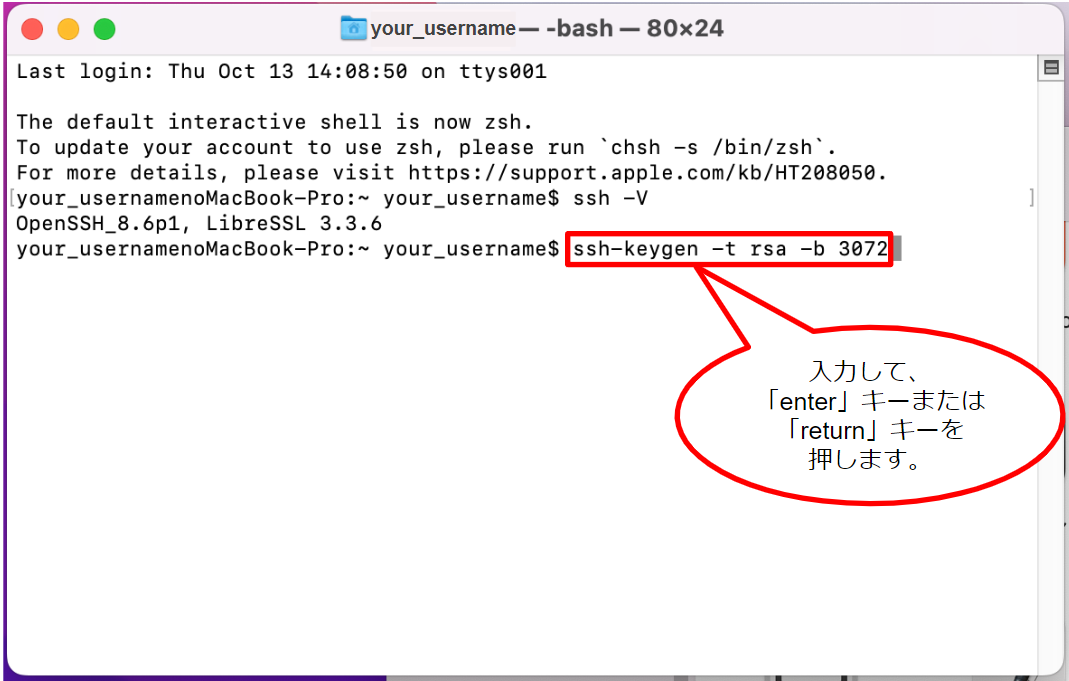 your_username — -bash — 80×24
Last login: Thu Oct 13 14:08:50 on ttys001
The default interactive shell is now zsh.
To update your account to use zsh, please run `chsh -s /bin/zsh`.
For more details, please visit https://support.apple.com/kb/HT208050.
[your_usernamenoMacBook-Pro:~ your_username$ ssh -V ]
OpenSSH_8.6p1, LibreSSL 3.3.6
your_usernamenoMacBook-Pro:~ your_username$ ssh-keygen -t rsa -b 3072
入力して、
「enter」キーまたは
「return」キーを
押します。